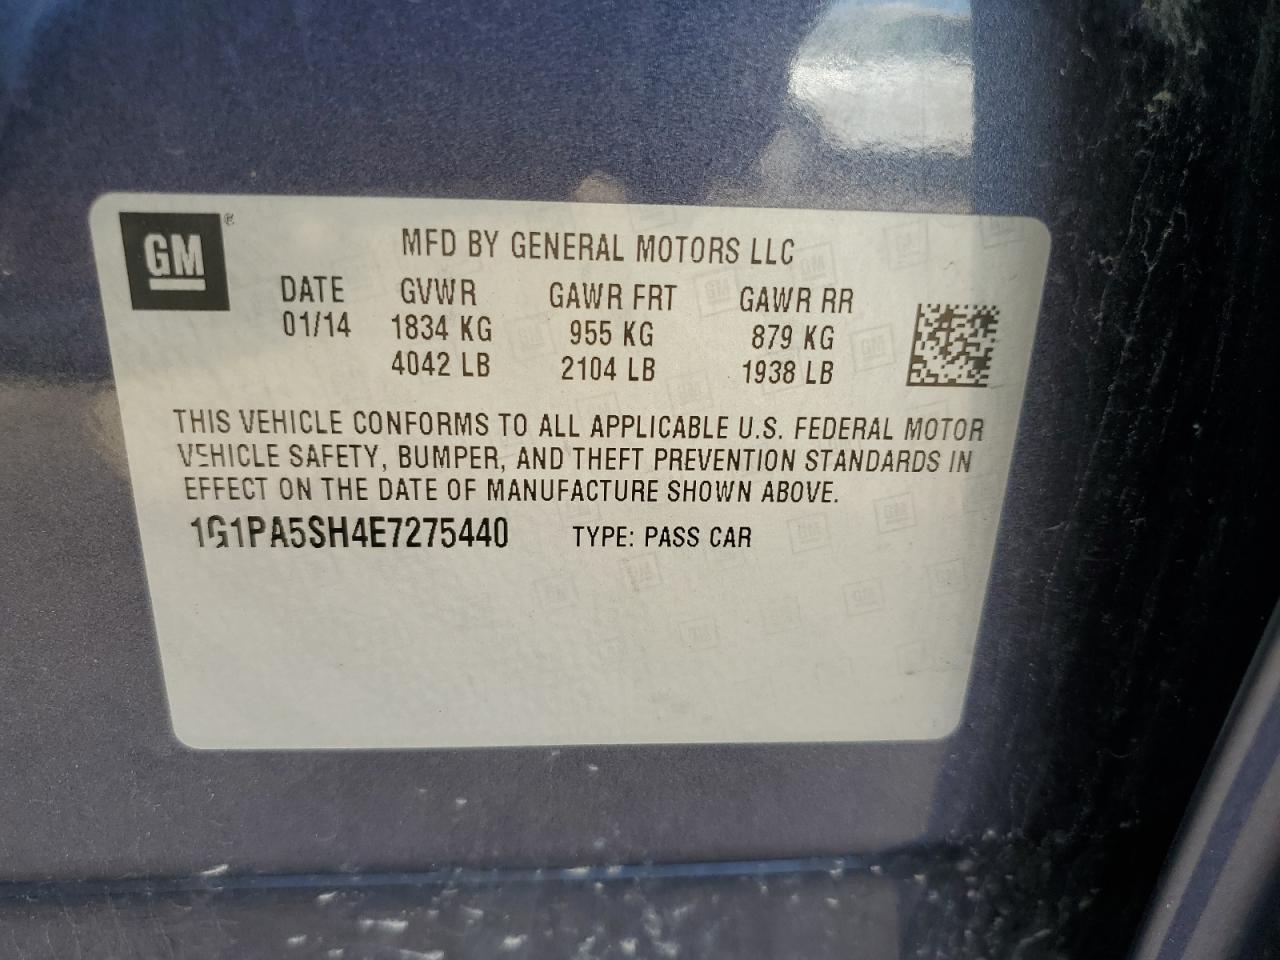 GM ®
MFD BY GENERAL MOTORS LLC
DATE GVWR GAWR FRT GAWR RR
01/14 1834 KG 955 KG 879 KG
4042 LB 2104 LB 1938 LB
THIS VEHICLE CONFORMS TO ALL APPLICABLE U.S. FEDERAL MOTOR
VEHICLE SAFETY, BUMPER, AND THEFT PREVENTION STANDARDS IN
EFFECT ON THE DATE OF MANUFACTURE SHOWN ABOVE.
1G1PA5SH4E7275440 TYPE: PASS CAR